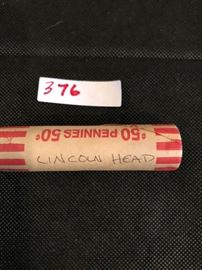 376
50 PENNIES 50¢
LINCOLN HEAD